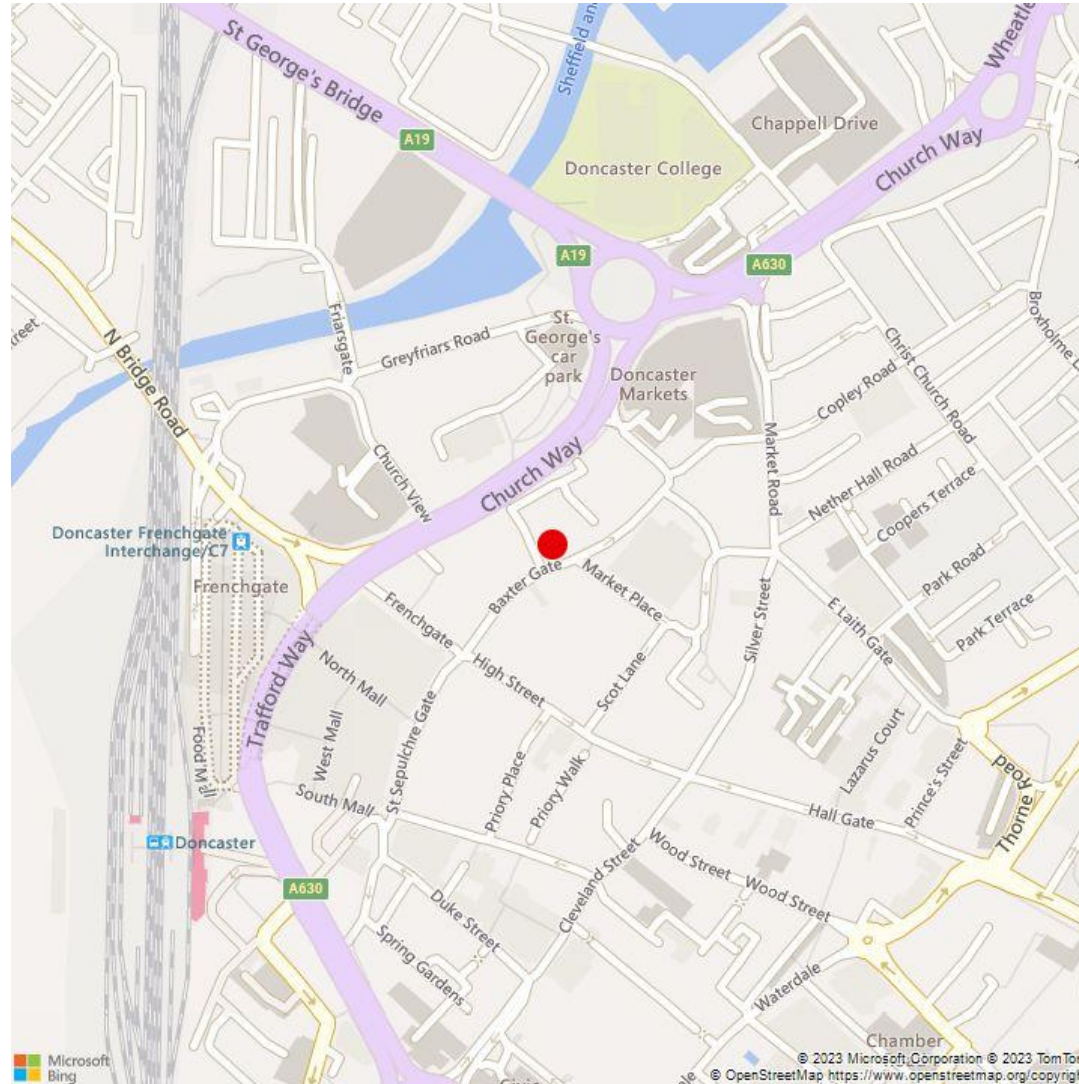 St George's Bridge
Sheffield an
Wheatle
A19
Chappell Drive
Church Way
Doncaster College
A19
A630
Broxholme L
Friarsgate
St.
George's
car
park
Greyfriars Road
N Bridge Road
reet
Doncaster
Markets
Christ Church Road
Copley Road
Market Road
Church View
Church Way
Nether Hall Road
Coopers Terrace
Doncaster Frenchgate
Interchange/C7
Frenchgate
Baxter Gate
Market Place
Park Road
Park Terrace
E Laith Gate
Silver Street
Frenchgate
High Street
Scot Lane
North Mall
Trafford Way
West Mall
St Sepulchre Gate
Food Mall
South Mall
Priory Place
Priory Walk
Lazarus Court
Prince's Street
Thorne Road
Hall Gate
Doncaster
Wood Street
Wood Street
Cleveland Street
A630
Duke Street
Spring Gardens
Waterdale
Chamber
Civic
Microsoft
Bing
© 2023 Microsoft Corporation © 2023 TomTom
© OpenStreetMap https://www.openstreetmap.org/copyright